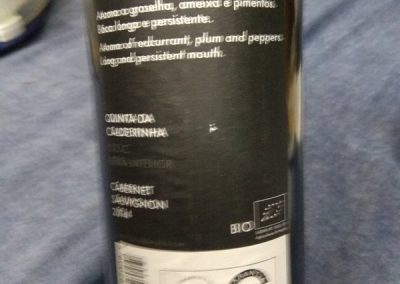 Aroma a groselha, ameixa e pimentos.
Boca longa e persistente.
Aroma of redcurrant, plum and peppers.
Long and persistent mouth.
QUINTA DA
CALDEIRINHA
CABERNET
SAUVIGNON
BIO